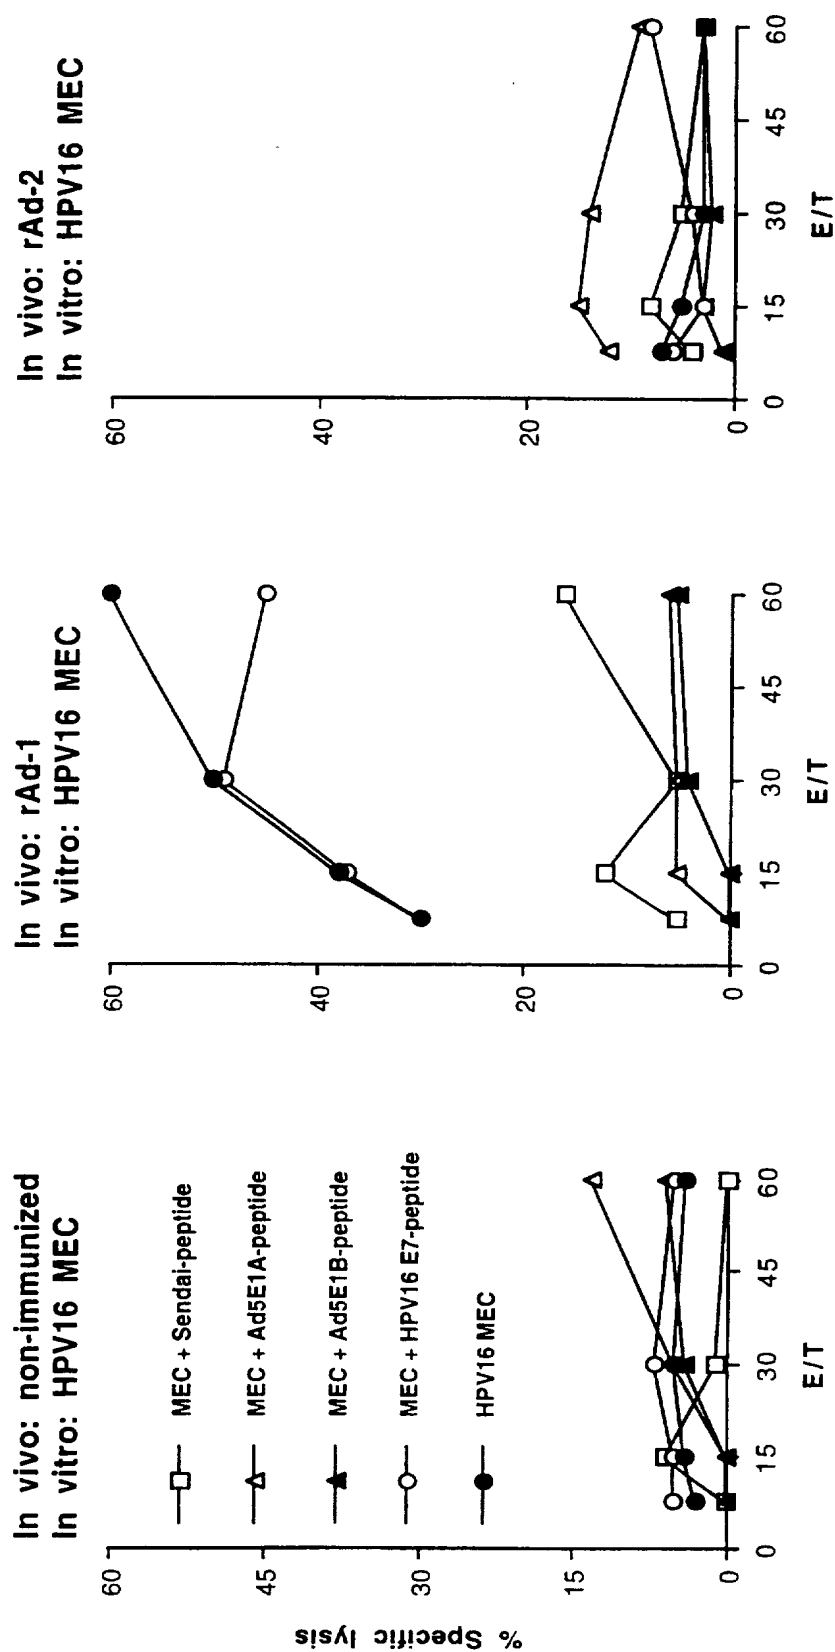 In vivo: non-immunized
In vitro: HPV16 MEC
% Specific lysis
60
45
30
15
0
MEC + Sendai-peptide
MEC + Ad5E1A-peptide
MEC + Ad5E1B-peptide
MEC + HPV16 E7-peptide
HPV16 MEC
0
15
30
45
60
E/T
In vivo: rAd-1
In vitro: HPV16 MEC
60
40
20
0
0
15
30
45
60
E/T
In vivo: rAd-2
In vitro: HPV16 MEC
60
40
20
0
0
15
30
45
60
E/T